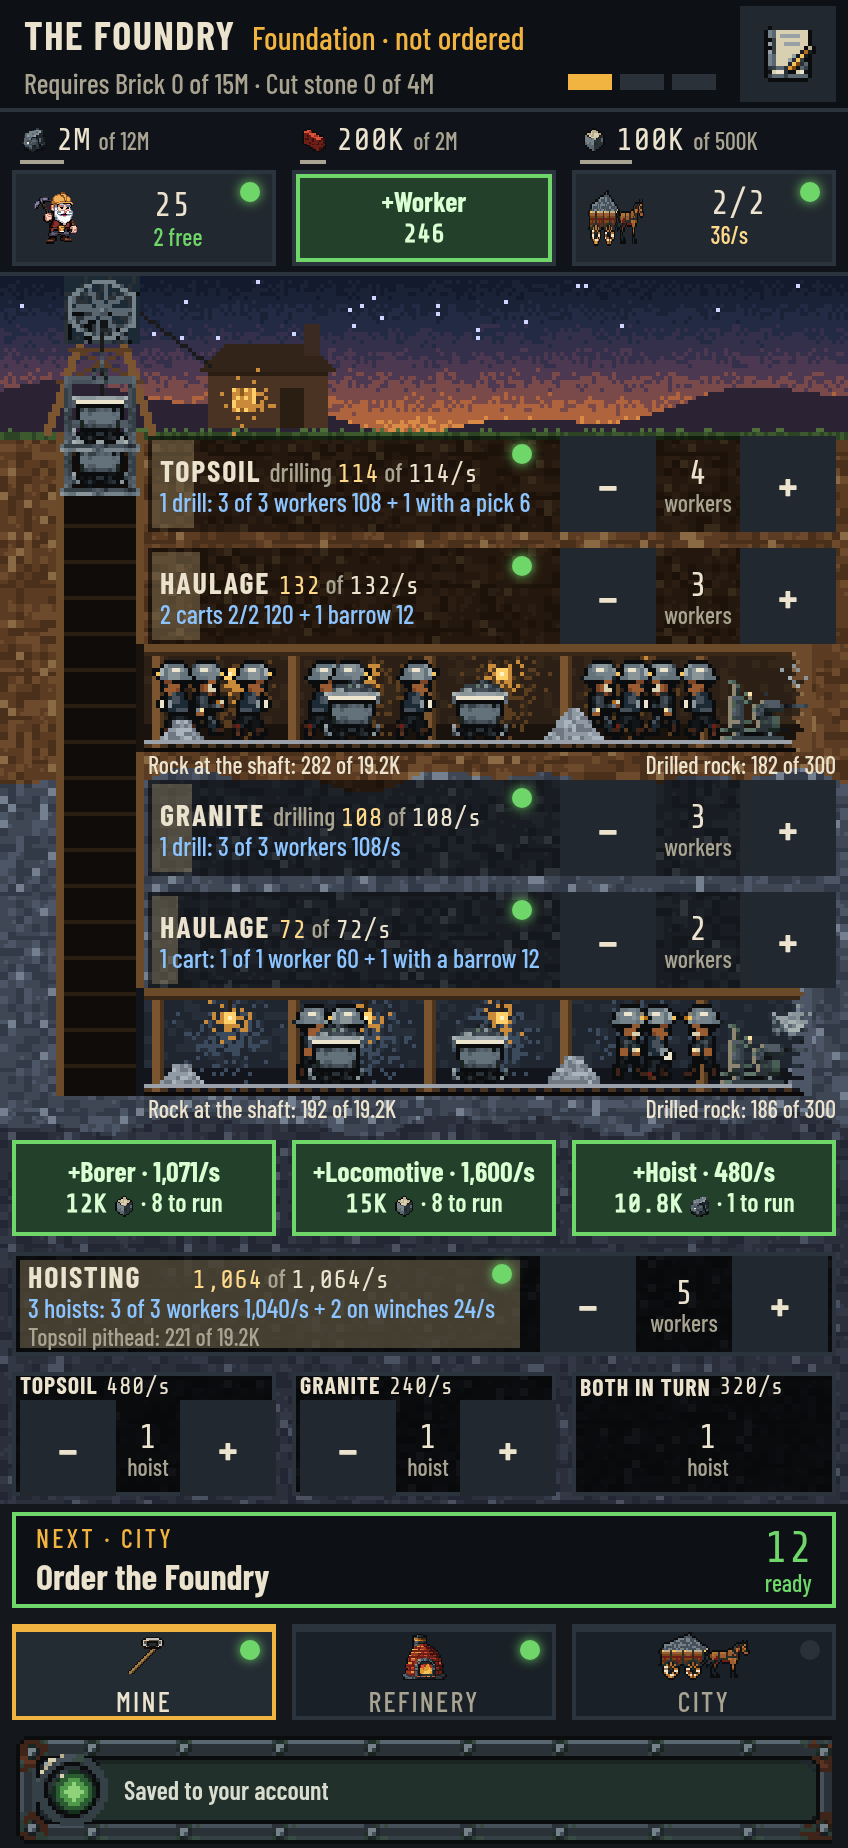 THE FOUNDRY Foundation · not ordered
Requires Brick 0 of 15M · Cut stone 0 of 4M
2M of 12M
200K of 2M
100K of 500K
25
2 free
+Worker
246
2/2
36/s
TOPSOIL drilling 114 of 114/s
1 drill: 3 of 3 workers 108 + 1 with a pick 6
−
4
workers
+
HAULAGE 132 of 132/s
2 carts 2/2 120 + 1 barrow 12
−
3
workers
+
Rock at the shaft: 282 of 19.2K
Drilled rock: 182 of 300
GRANITE drilling 108 of 108/s
1 drill: 3 of 3 workers 108/s
−
3
workers
+
HAULAGE 72 of 72/s
1 cart: 1 of 1 worker 60 + 1 with a barrow 12
−
2
workers
+
Rock at the shaft: 192 of 19.2K
Drilled rock: 186 of 300
+Borer · 1,071/s
12K · 8 to run
+Locomotive · 1,600/s
15K · 8 to run
+Hoist · 480/s
10.8K · 1 to run
HOISTING 1,064 of 1,064/s
3 hoists: 3 of 3 workers 1,040/s + 2 on winches 24/s
Topsoil pithead: 221 of 19.2K
−
5
workers
+
TOPSOIL 480/s
−
1
hoist
+
GRANITE 240/s
−
1
hoist
+
BOTH IN TURN 320/s
1
hoist
NEXT · CITY
Order the Foundry
12
ready
MINE
REFINERY
CITY
Saved to your account